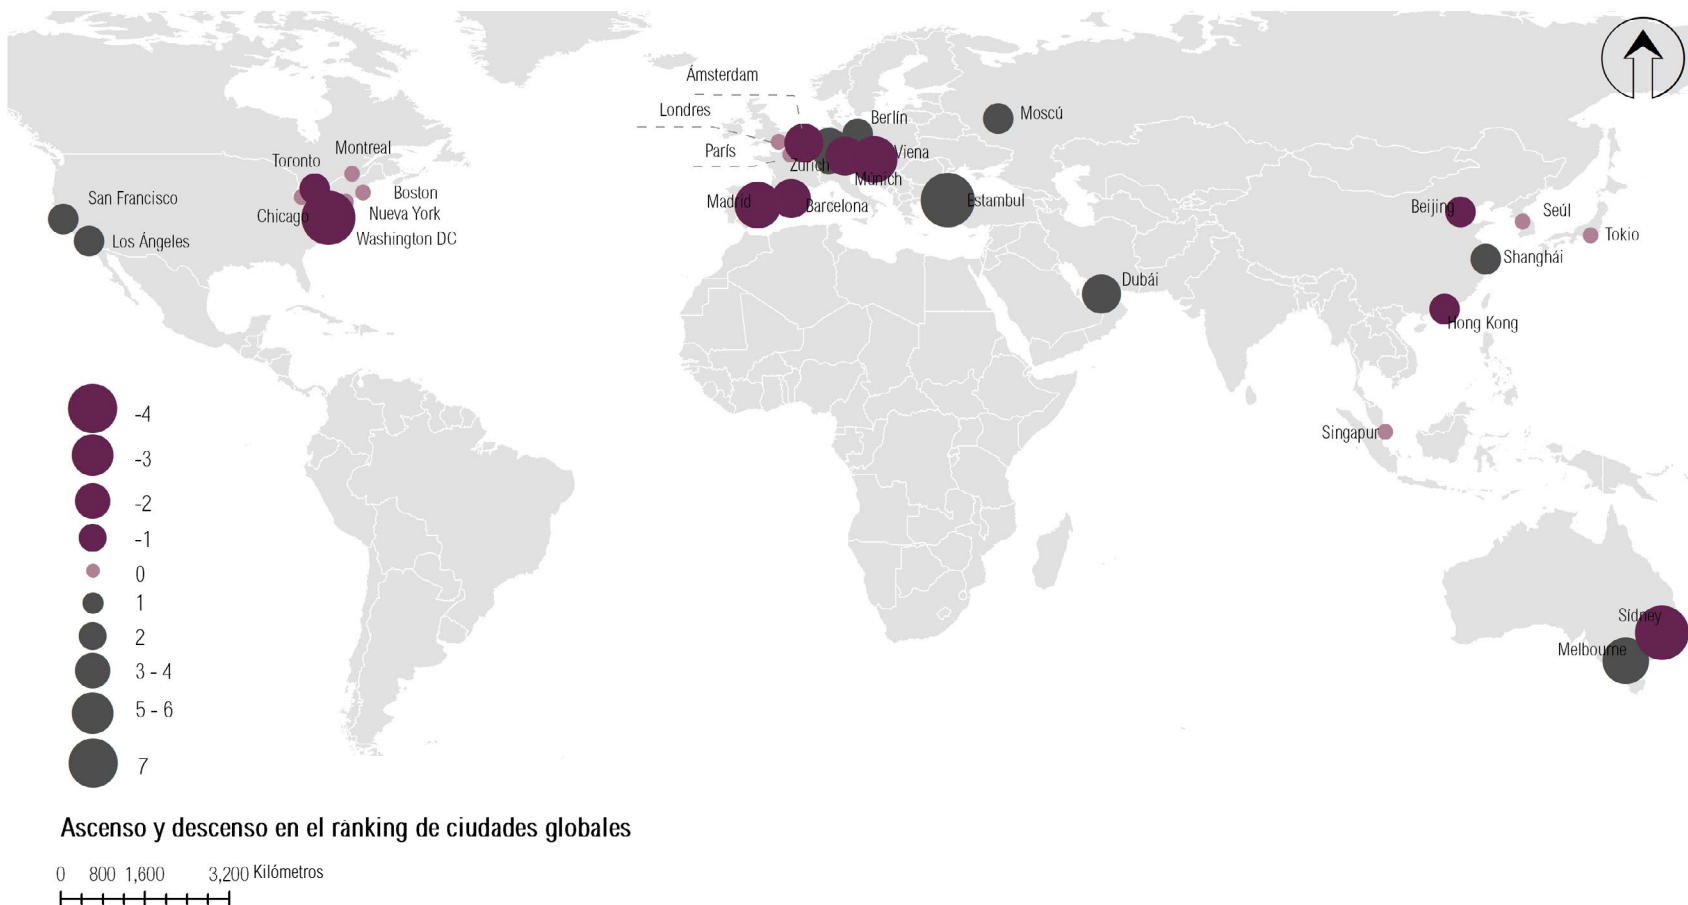 Ámsterdam
Londres
Berlín
Moscú
París
Zúrich
Viena
Múnich
Montreal
Toronto
San Francisco
Boston
Chicago
Nueva York
Washington DC
Los Ángeles
Madrid
Barcelona
Estambul
Beijing
Seúl
Tokio
Shanghái
Dubái
Hong Kong
Singapur
Sídney
Melbourne
-4
-3
-2
-1
0
1
2
3 - 4
5 - 6
7
Ascenso y descenso en el ránking de ciudades globales
0 800 1,600 3,200 Kilómetros